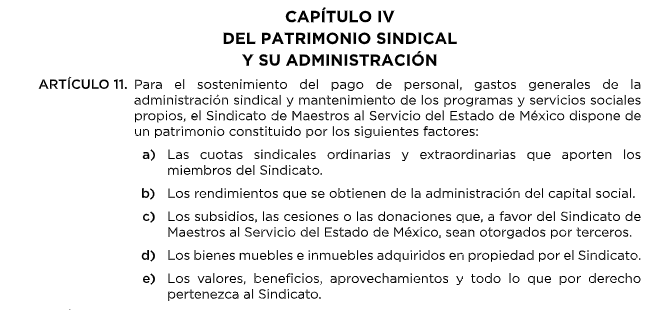 CAPÍTULO IV
DEL PATRIMONIO SINDICAL
Y SU ADMINISTRACIÓN
ARTÍCULO 11. Para el sostenimiento del pago de personal, gastos generales de la
administración sindical y mantenimiento de los programas y servicios sociales
propios, el Sindicato de Maestros al Servicio del Estado de México dispone de
un patrimonio constituido por los siguientes factores:
a) Las cuotas sindicales ordinarias y extraordinarias que aporten los
miembros del Sindicato.
b) Los rendimientos que se obtienen de la administración del capital social.
c) Los subsidios, las cesiones o las donaciones que, a favor del Sindicato de
Maestros al Servicio del Estado de México, sean otorgados por terceros.
d) Los bienes muebles e inmuebles adquiridos en propiedad por el Sindicato.
e) Los valores, beneficios, aprovechamientos y todo lo que por derecho
pertenezca al Sindicato.